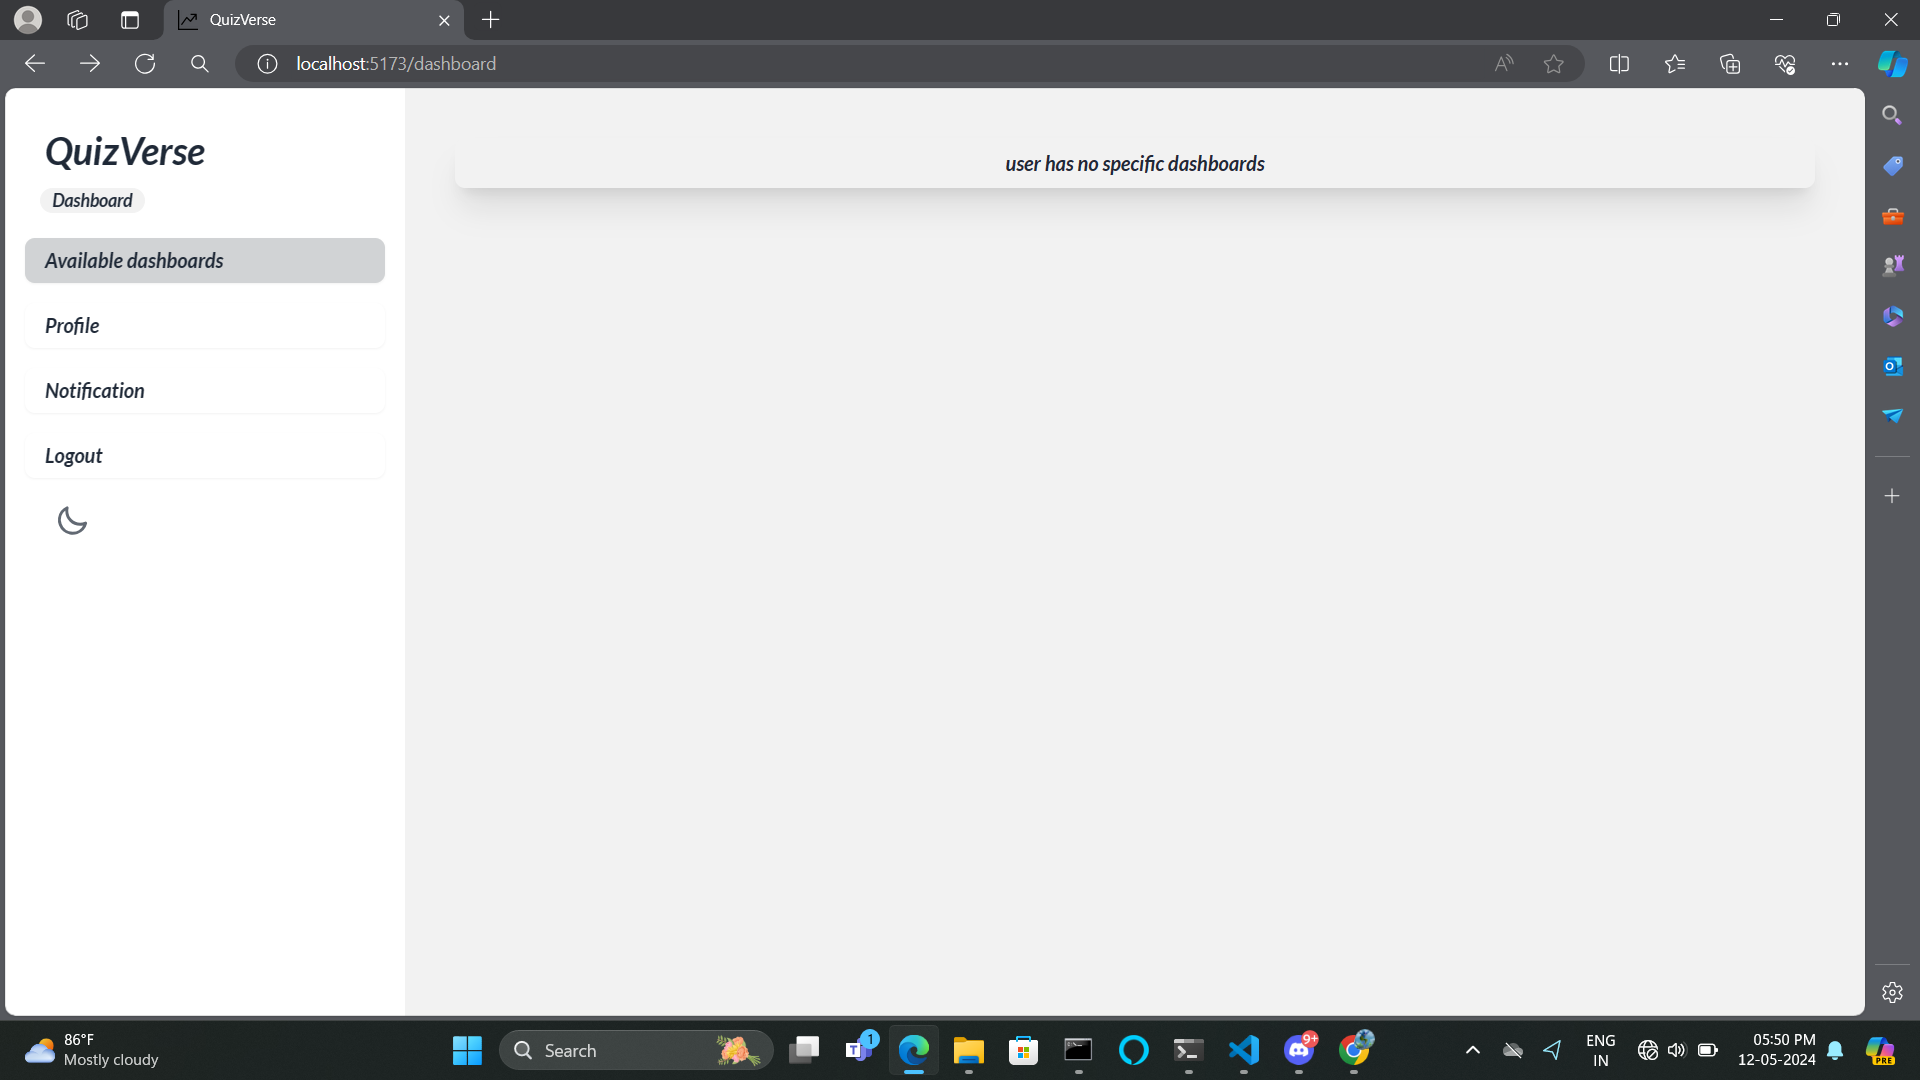 QuizVerse
localhost:5173/dashboard
QuizVerse
Dashboard
Available dashboards
Profile
Notification
Logout
user has no specific dashboards
86°F
Mostly cloudy
Search
1
9+
ENG
IN
05:50 PM
12-05-2024
PRE